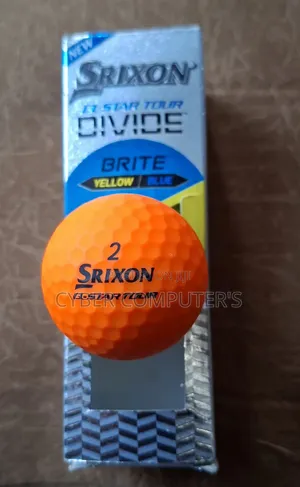 NEW
SRIXON
Q-STAR TOUR
DIVIDE
BRITE
YELLOW BLUE
2
SRIXON
CYBER COMPUTER'S
Q-STAR TOUR